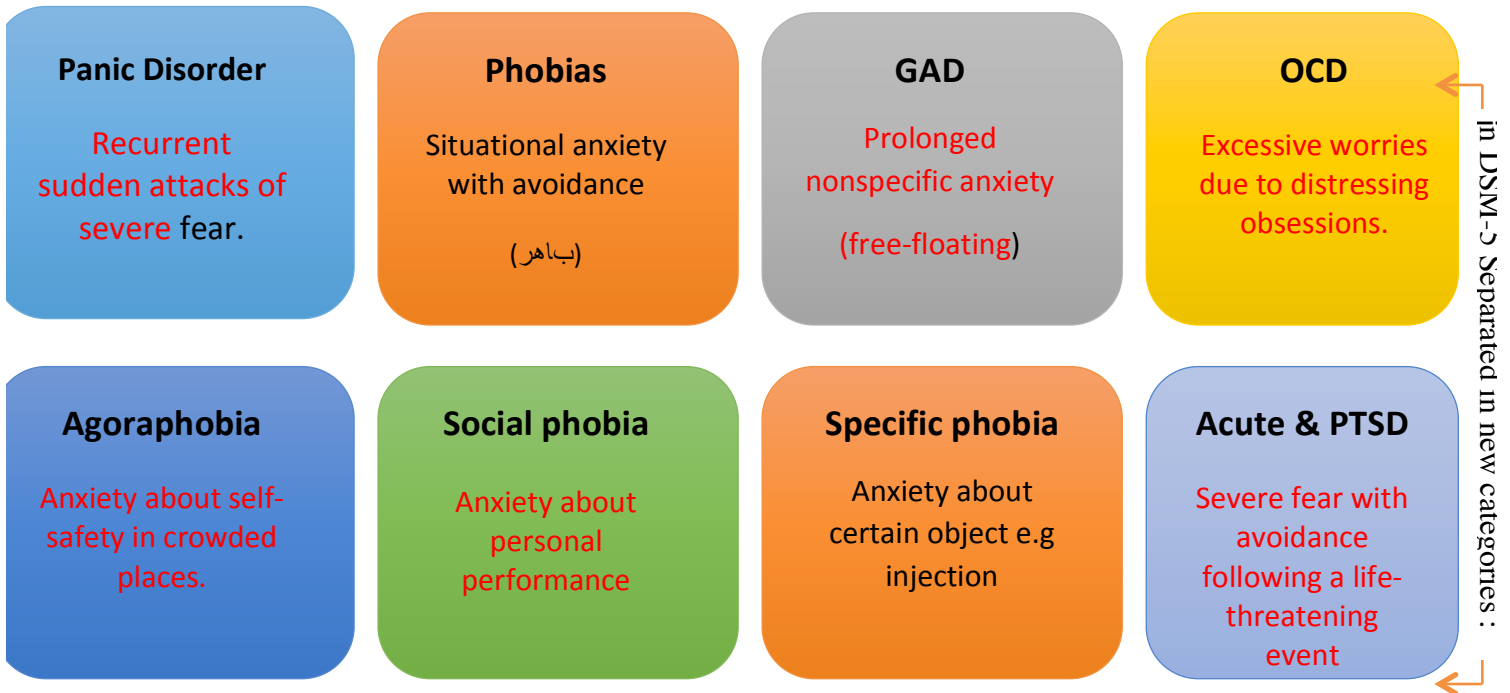 Panic Disorder
Recurrent
sudden attacks of
severe fear.
Phobias
Situational anxiety
with avoidance
(باهر)
GAD
Prolonged
nonspecific anxiety
(free-floating)
OCD
Excessive worries
due to distressing
obsessions.
Agoraphobia
Anxiety about self-
safety in crowded
places.
Social phobia
Anxiety about
personal
performance
Specific phobia
Anxiety about
certain object e.g
injection
Acute & PTSD
Severe fear with
avoidance
following a life-
threatening
event
in DSM-5 Separated in new categories :